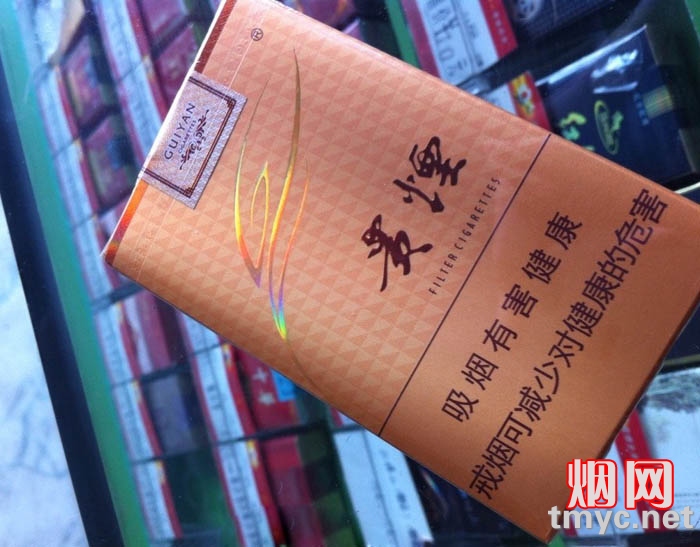 GUIYAN
贵煙
FILTER CIGARETTES
吸烟有害健康
戒烟可减少对健康的危害
烟网
tmyc.net